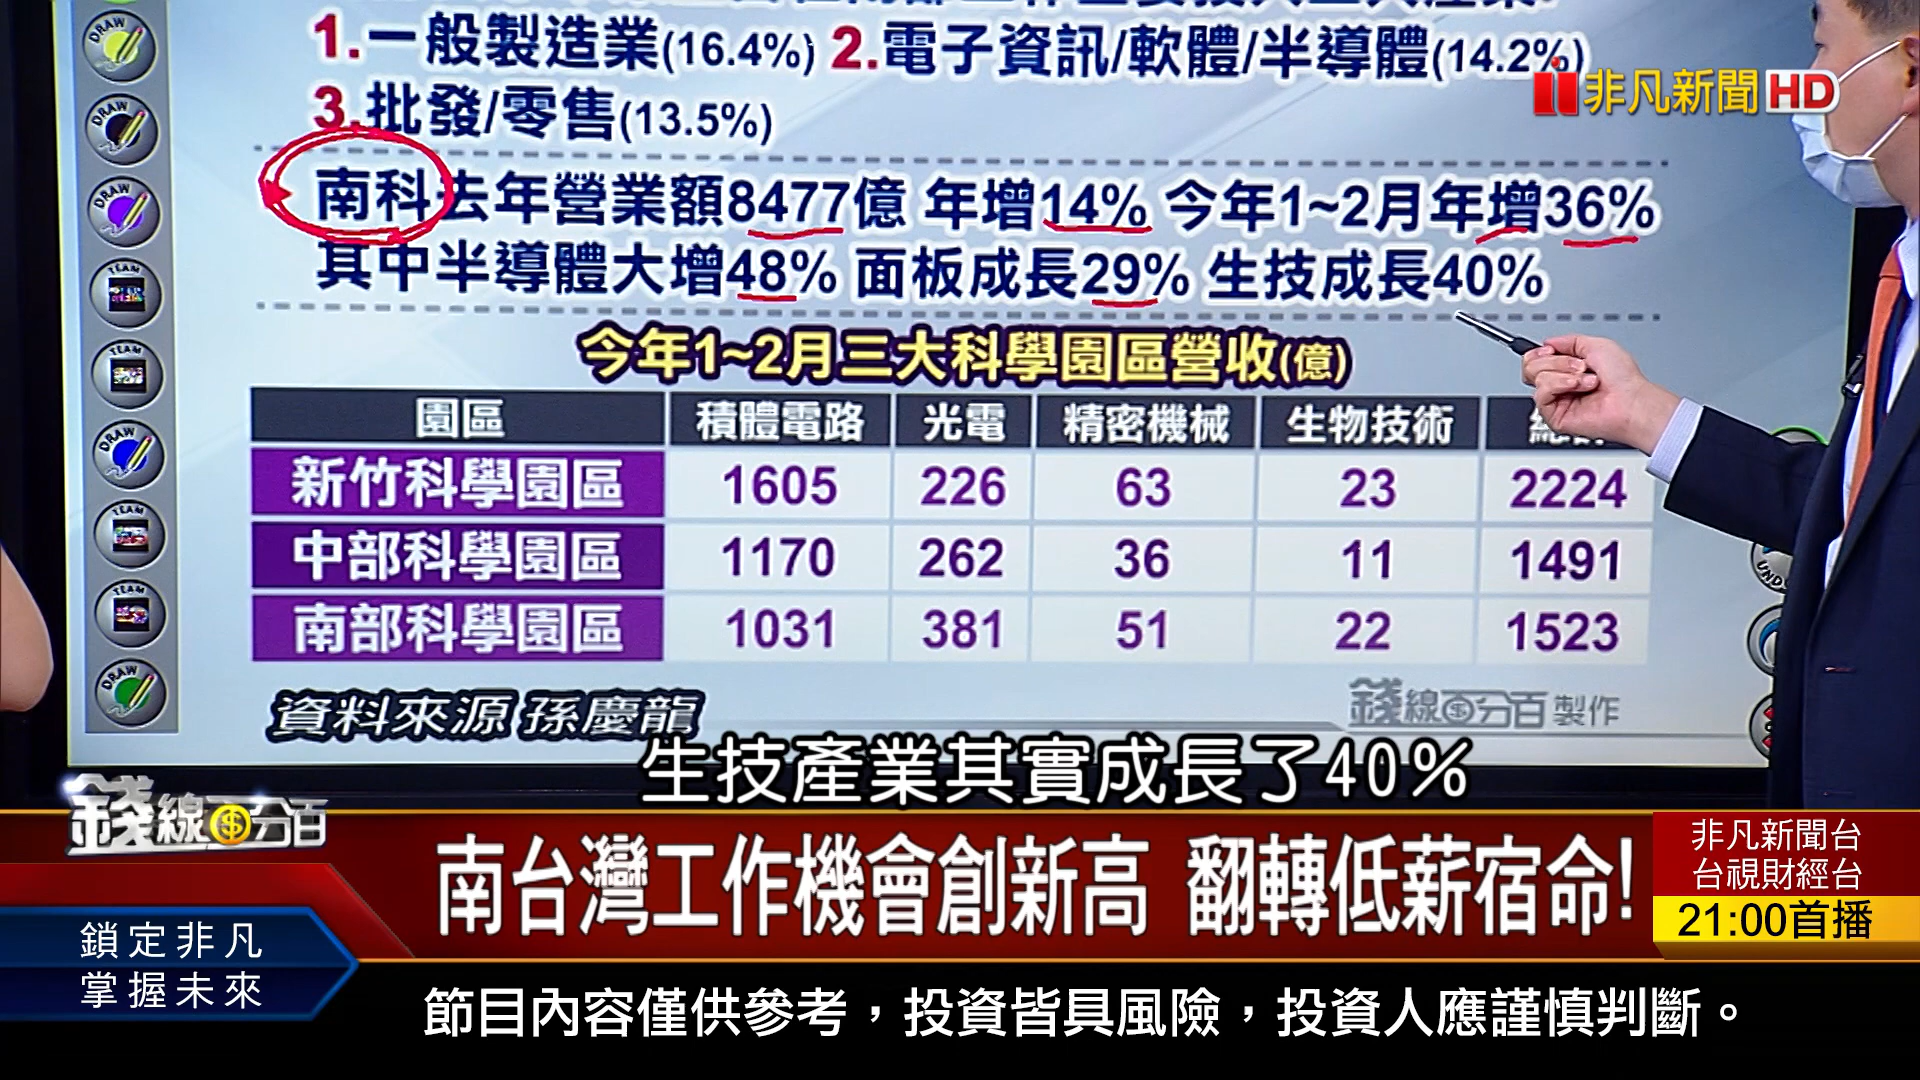 1.一般製造業(16.4%) 2.電子資訊/軟體/半導體(14.2%)
3.批發/零售(13.5%)
非凡新聞HD
南科去年營業額8477億 年增14% 今年1~2月年增36%
其中半導體大增48% 面板成長29% 生技成長40%
今年1~2月三大科學園區營收(億)
園區 積體電路 光電 精密機械 生物技術
新竹科學園區 1605 226 63 23 2224
中部科學園區 1170 262 36 11 1491
南部科學園區 1031 381 51 22 1523
資料來源 孫慶龍
錢線百分百 製作
DRAW
DRAW
DRAW
TEAM
TEAM
DRAW
TEAM
TEAM
DRAW
生技產業其實成長了40%
錢線百分百
南台灣工作機會創新高 翻轉低薪宿命!
非凡新聞台
台視財經台
21:00首播
鎖定非凡
掌握未來
節目內容僅供參考，投資皆具風險，投資人應謹慎判斷。